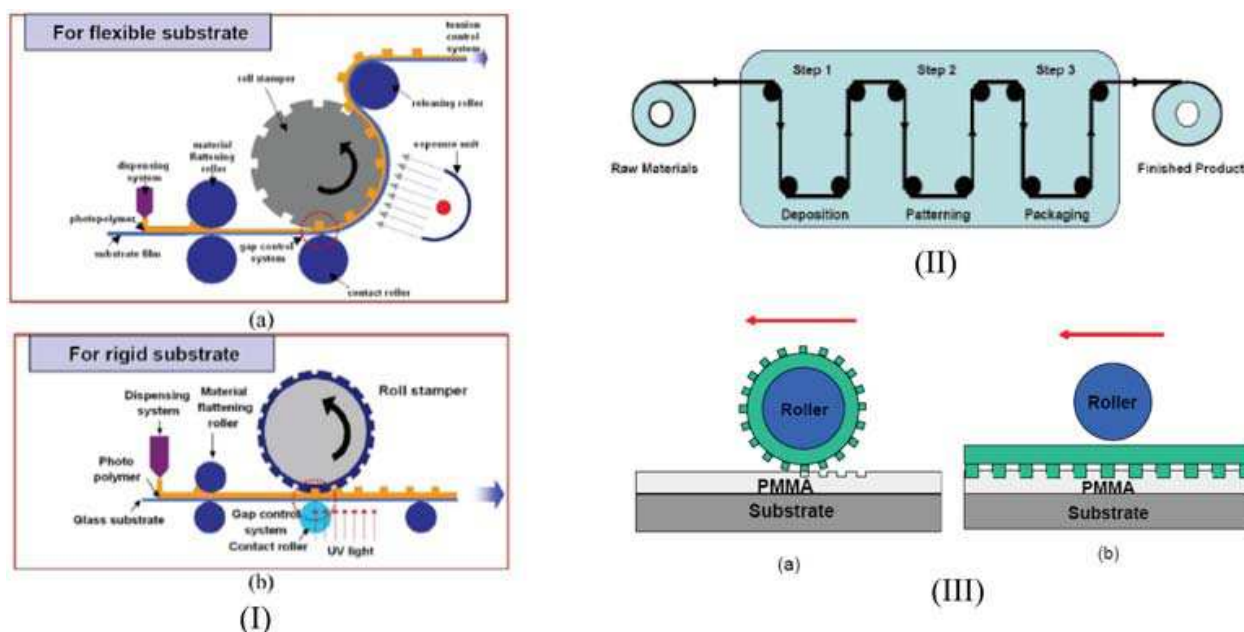 For flexible substrate
tension
control
system
roll stamper
releasing roller
material
flattening
roller
exposure unit
dispensing
system
photopolymer
substrate film
gap control
system
contact roller
(a)
For rigid substrate
Dispensing
system
Material
flattening
roller
Roll stamper
Photo
polymer
Glass substrate
Gap control
system
Contact roller
UV light
(b)
(I)
Step 1
Step 2
Step 3
Raw Materials
Finished Product
Deposition
Patterning
Packaging
(II)
Roller
PMMA
Substrate
(a)
Roller
PMMA
Substrate
(b)
(III)